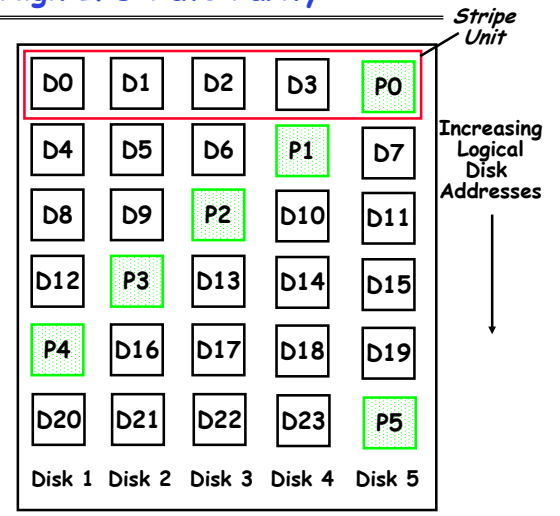 Stripe
Unit
D0 D1 D2 D3 P0
D4 D5 D6 P1 D7
D8 D9 P2 D10 D11
D12 P3 D13 D14 D15
P4 D16 D17 D18 D19
D20 D21 D22 D23 P5
Disk 1 Disk 2 Disk 3 Disk 4 Disk 5
Increasing
Logical
Disk
Addresses